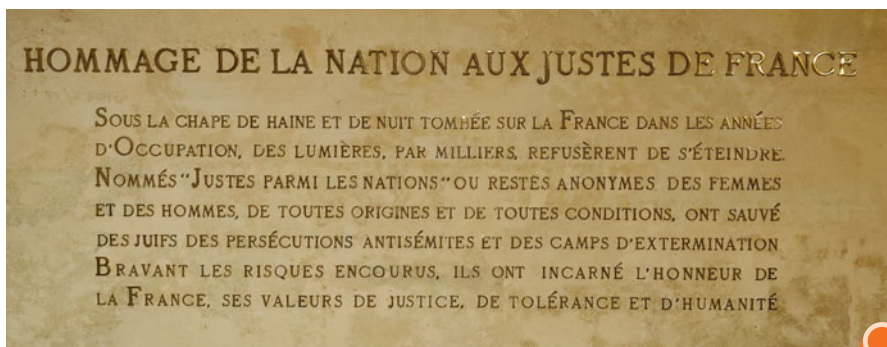 HOMMAGE DE LA NATION AUX JUSTES DE FRANCE
SOUS LA CHAPE DE HAINE ET DE NUIT TOMBÉE SUR LA FRANCE DANS LES ANNÉES
D'OCCUPATION, DES LUMIÈRES, PAR MILLIERS, REFUSÈRENT DE S'ÉTEINDRE.
NOMMÉS "JUSTES PARMI LES NATIONS" OU RESTÉS ANONYMES DES FEMMES
ET DES HOMMES, DE TOUTES ORIGINES ET DE TOUTES CONDITIONS, ONT SAUVÉ
DES JUIFS DES PERSÉCUTIONS ANTISÉMITES ET DES CAMPS D'EXTERMINATION
BRAVANT LES RISQUES ENCOURUS, ILS ONT INCARNÉ L'HONNEUR DE
LA FRANCE, SES VALEURS DE JUSTICE, DE TOLÉRANCE ET D'HUMANITÉ